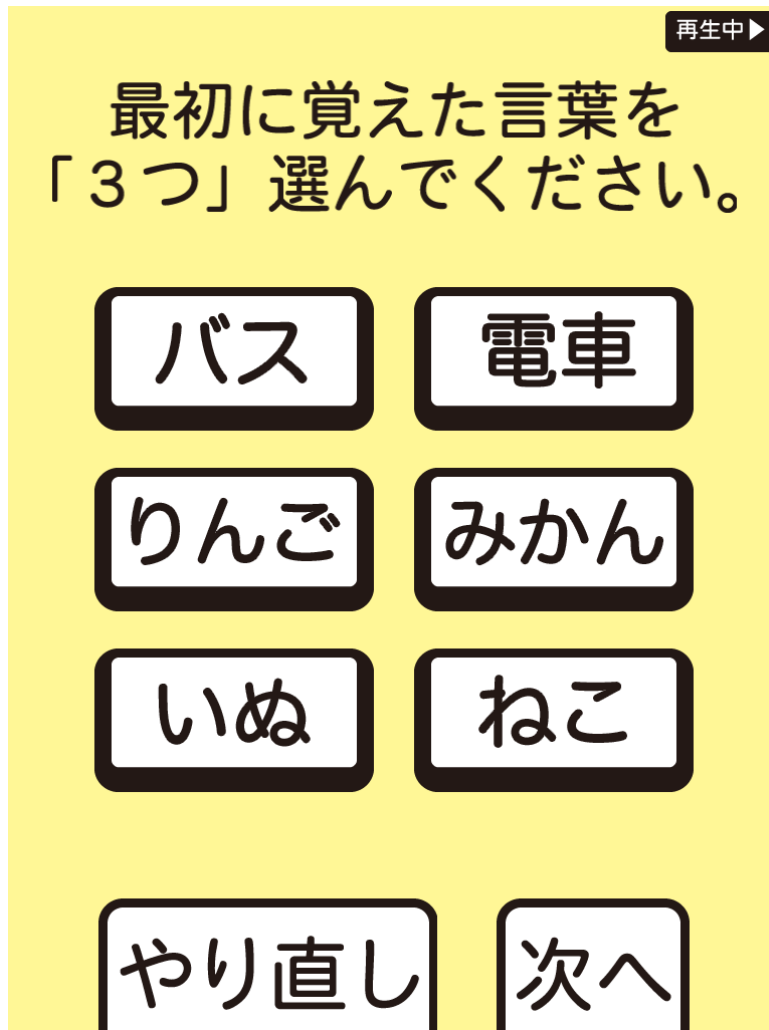 再生中▶
最初に覚えた言葉を
「３つ」選んでください。
バス 電車
りんご みかん
いぬ ねこ
やり直し 次へ